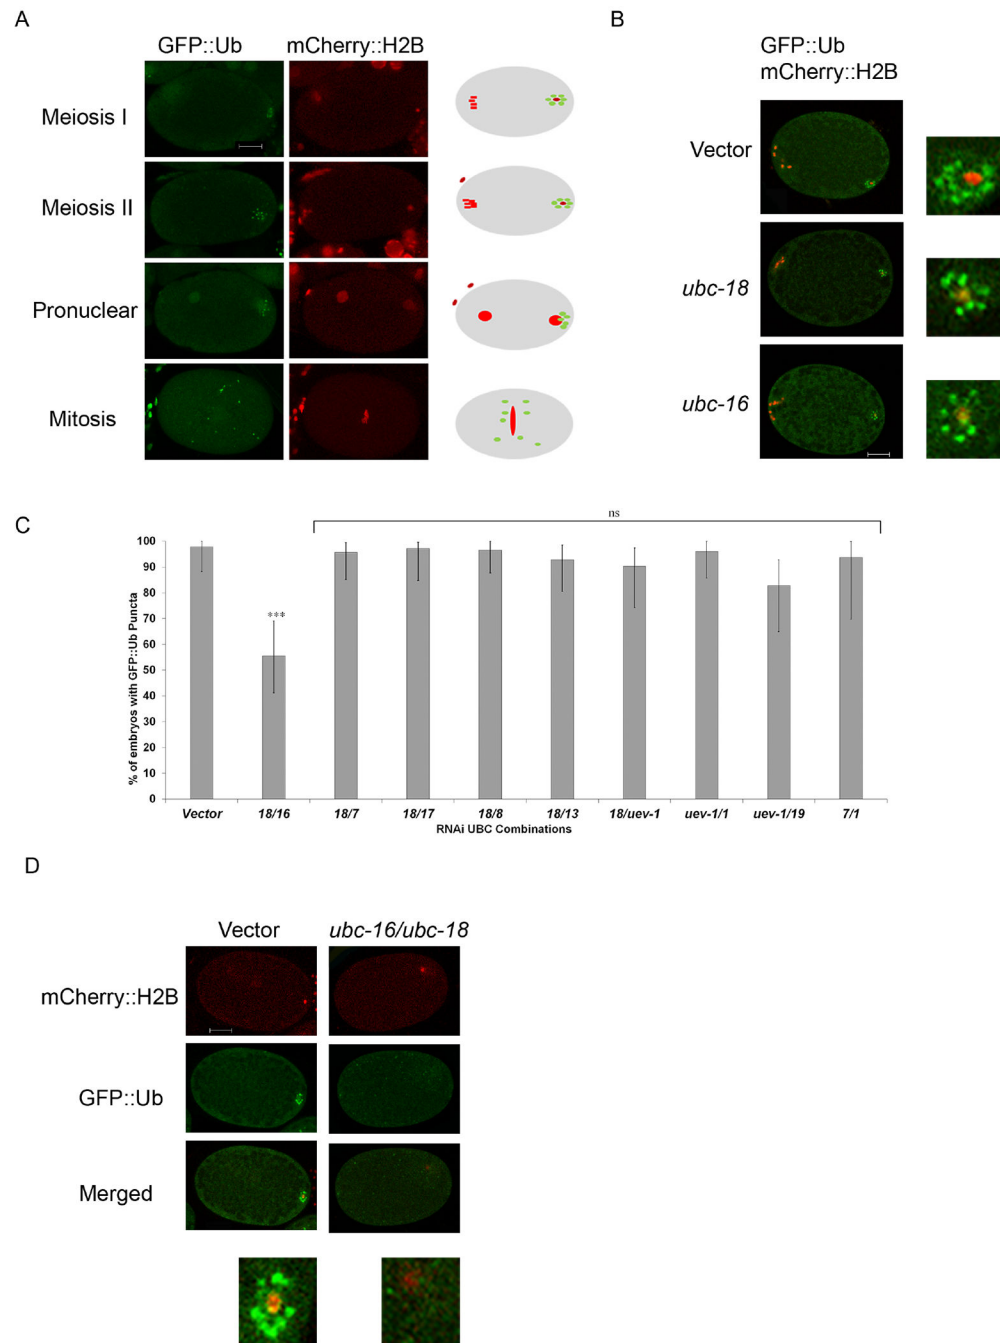 A
GFP::Ub mCherry::H2B
Meiosis I
Meiosis II
Pronuclear
Mitosis
B
GFP::Ub
mCherry::H2B
Vector
ubc-18
ubc-16
C
ns
***
% of embryos with GFP::Ub Puncta
100
90
80
70
60
50
40
30
20
10
0
Vector 18/16 18/7 18/17 18/8 18/13 18/uev-1 uev-1/1 uev-1/19 7/1
RNAi UBC Combinations
D
Vector ubc-16/ubc-18
mCherry::H2B
GFP::Ub
Merged